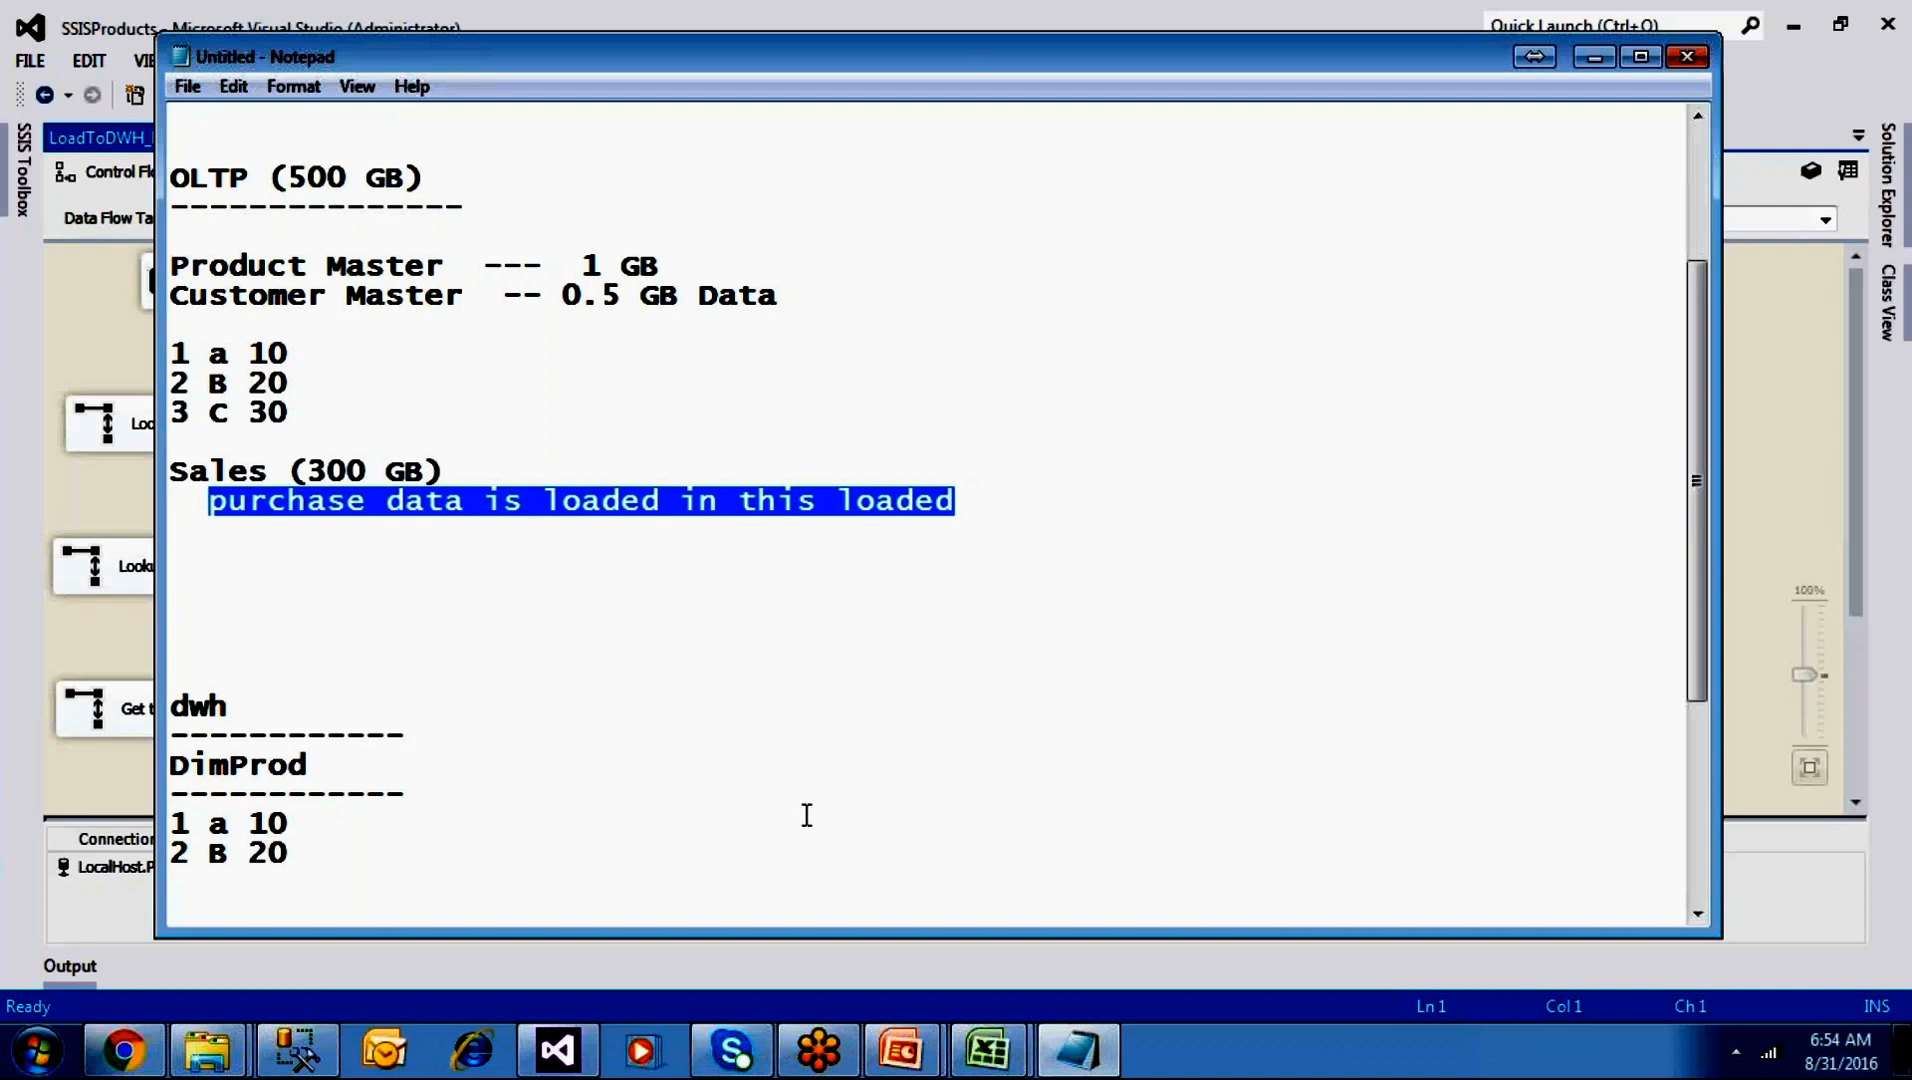 SSISProducts - Microsoft Visual Studio (Administrator)
Quick Launch (Ctrl+Q)
FILE EDIT
Untitled - Notepad
File Edit Format View Help
SSIS Toolbox
LoadToDWH_
Control
Data Flow
Solution Explorer
Class View
OLTP (500 GB)
---------------
Product Master --- 1 GB
Customer Master -- 0.5 GB Data
1 a 10
2 B 20
3 C 30
Sales (300 GB)
purchase data is loaded in this loaded
dwh
------------
DimProd
------------
1 a 10
2 B 20
Get
100%
Connection
LocalHost.P
Output
Ready
Ln 1
Col 1
Ch 1
INS
6:54 AM
8/31/2016